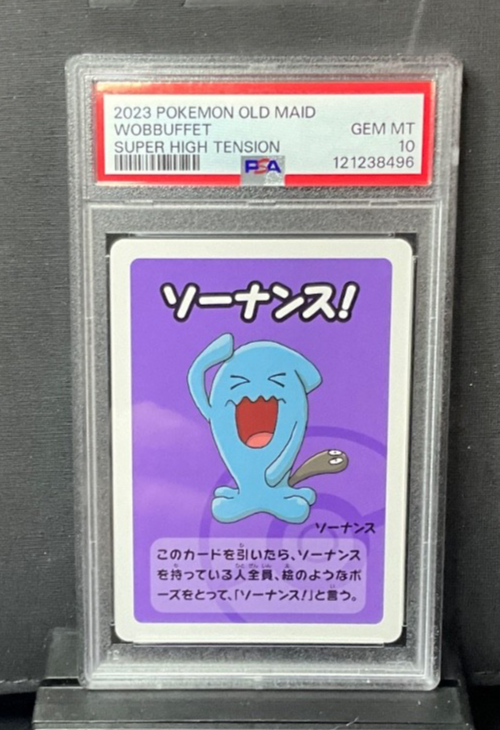 2023 POKEMON OLD MAID
WOBBUFFET GEM MT
SUPER HIGH TENSION 10
PSA 121238496
ソーナンス!
ソーナンス
このカードを引いたら、ソーナンス
を持っている人全員、絵のようなポ
ーズをとって、「ソーナンス!」と言う。